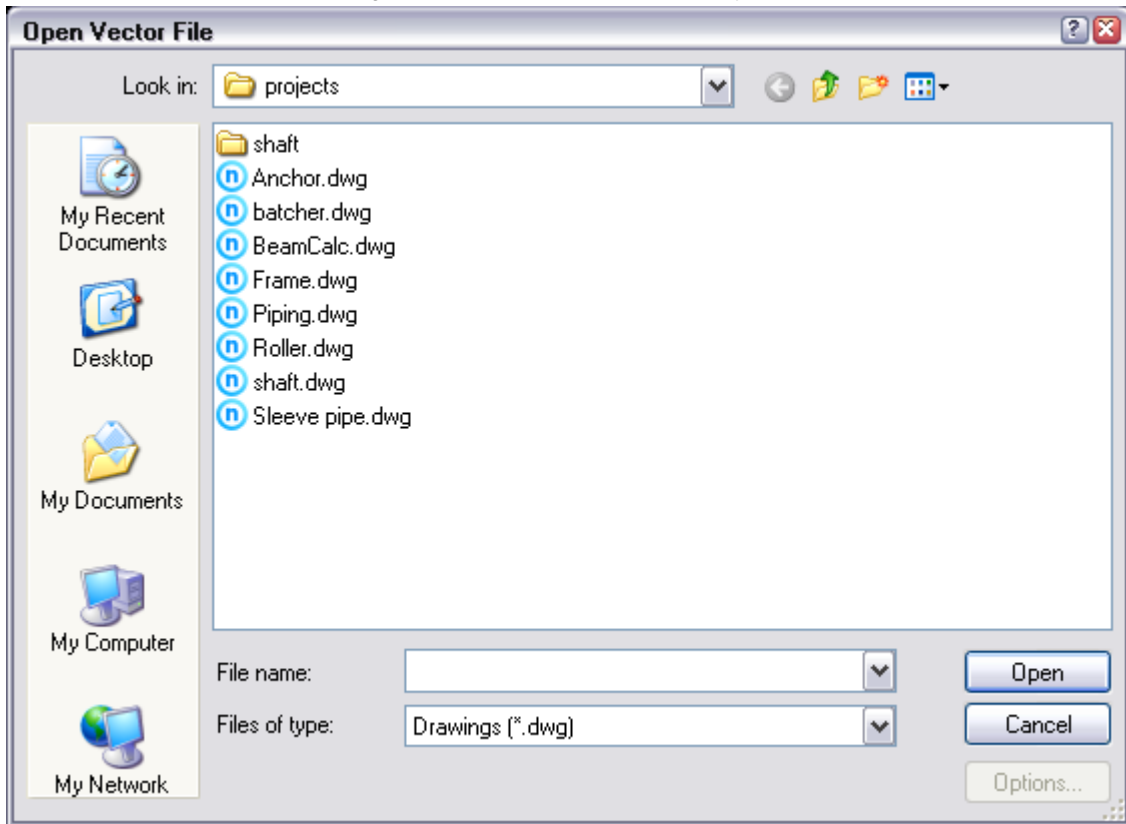 Open Vector File
Look in: projects
shaft
Anchor.dwg
batcher.dwg
BeamCalc.dwg
Frame.dwg
Piping.dwg
Roller.dwg
shaft.dwg
Sleeve pipe.dwg
My Recent
Documents
Desktop
My Documents
My Computer
My Network
File name:
Open
Files of type: Drawings (*.dwg)
Cancel
Options...